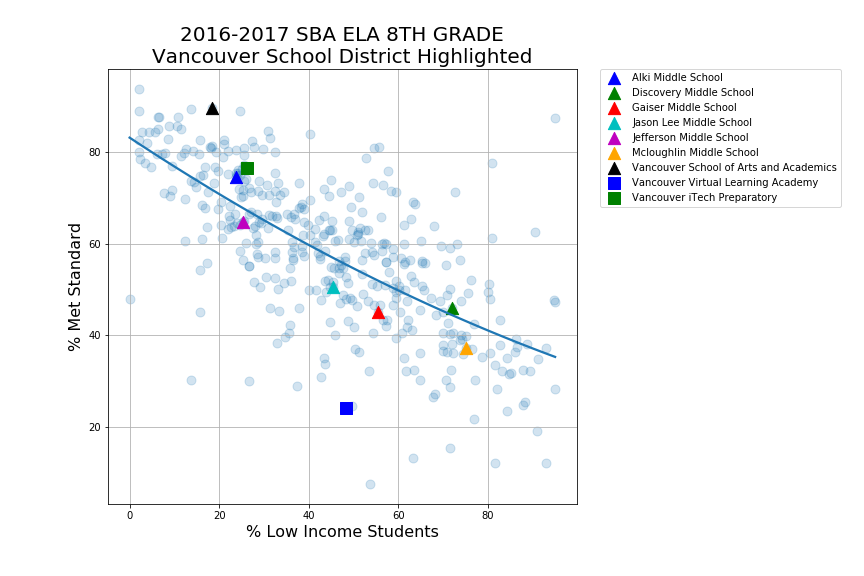 2016-2017 SBA ELA 8TH GRADE
Vancouver School District Highlighted
% Met Standard
80
60
40
20
0
20
40
60
80
% Low Income Students
Alki Middle School
Discovery Middle School
Gaiser Middle School
Jason Lee Middle School
Jefferson Middle School
Mcloughlin Middle School
Vancouver School of Arts and Academics
Vancouver Virtual Learning Academy
Vancouver iTech Preparatory